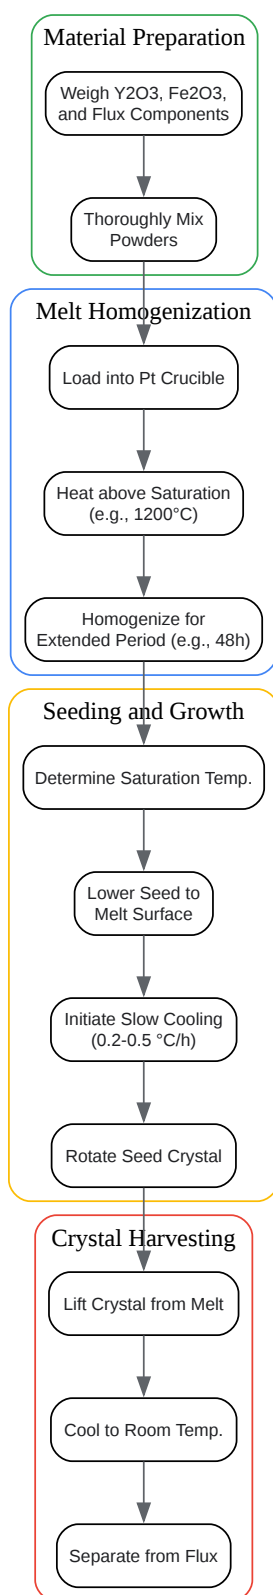 Material Preparation
Weigh Y2O3, Fe2O3,
and Flux Components
Thoroughly Mix
Powders
Melt Homogenization
Load into Pt Crucible
Heat above Saturation
(e.g., 1200°C)
Homogenize for
Extended Period (e.g., 48h)
Seeding and Growth
Determine Saturation Temp.
Lower Seed to
Melt Surface
Initiate Slow Cooling
(0.2-0.5 °C/h)
Rotate Seed Crystal
Crystal Harvesting
Lift Crystal from Melt
Cool to Room Temp.
Separate from Flux